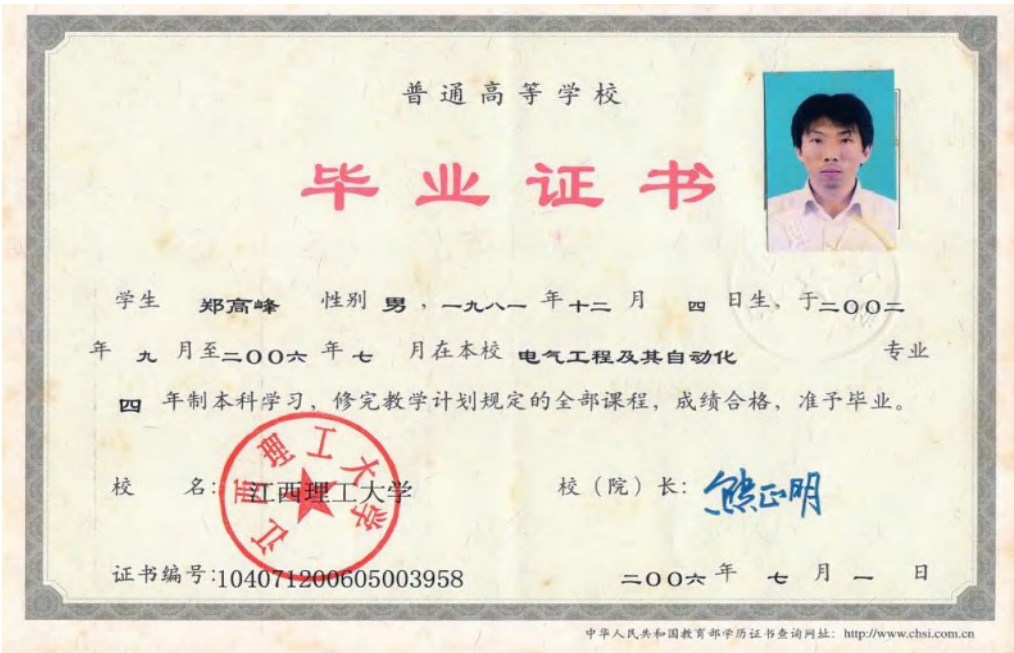 普通高等学校
毕业证书
学生 郑高峰 性别 男，一九八一 年 十二 月 四 日生，于二〇〇二
年 九 月至二〇〇六 年 七 月在本校 电气工程及其自动化 专业
四 年制本科学习，修完教学计划规定的全部课程，成绩合格，准予毕业。
江西理工大学
校 名：江西理工大学 校（院）长：熊正明
证书编号：104071200605003958 二〇〇六 年 七 月 一 日
中华人民共和国教育部学历证书查询网址：http://www.chsi.com.cn